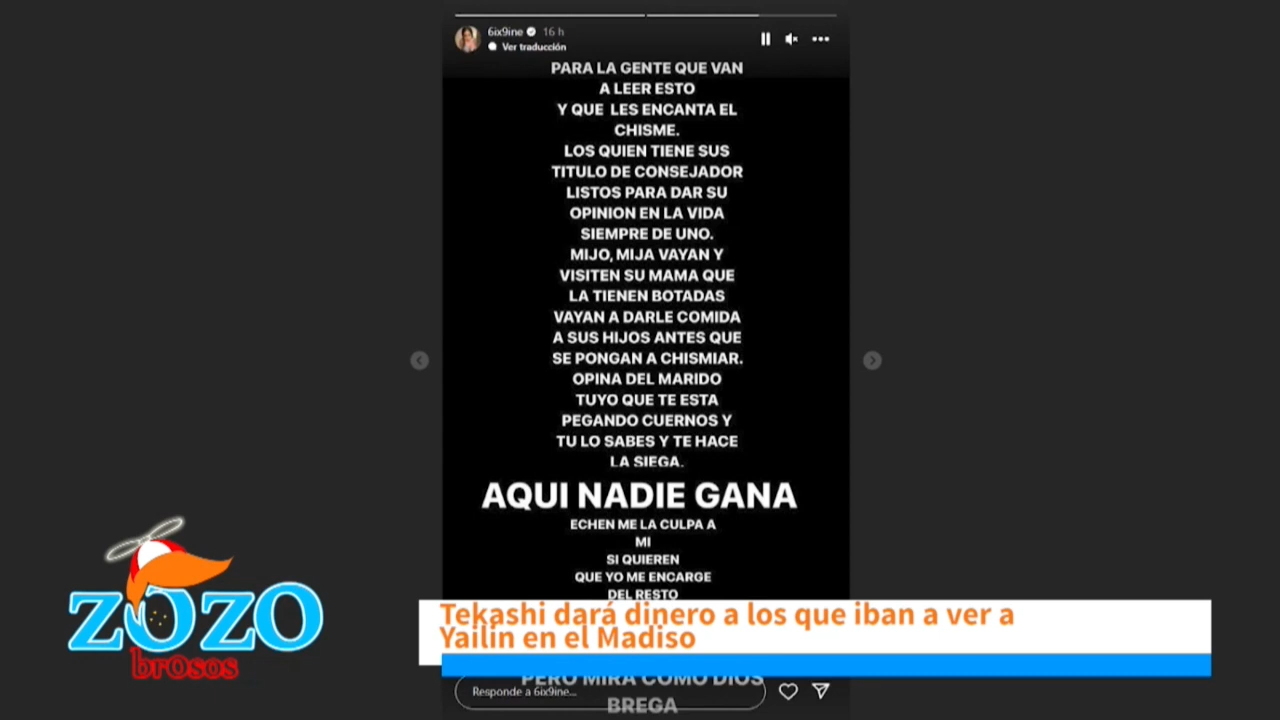 6ix9ine 16 h
Ver traducción
PARA LA GENTE QUE VAN
A LEER ESTO
Y QUE LES ENCANTA EL
CHISME.
LOS QUIEN TIENE SUS
TITULO DE CONSEJADOR
LISTOS PARA DAR SU
OPINION EN LA VIDA
SIEMPRE DE UNO.
MIJO, MIJA VAYAN Y
VISITEN SU MAMA QUE
LA TIENEN BOTADAS
VAYAN A DARLE COMIDA
A SUS HIJOS ANTES QUE
SE PONGAN A CHISMIAR.
OPINA DEL MARIDO
TUYO QUE TE ESTA
PEGANDO CUERNOS Y
TU LO SABES Y TE HACE
LA SIEGA.
AQUI NADIE GANA
ECHEN ME LA CULPA A
MI
SI QUIEREN
QUE YO ME ENCARGE
DEL RESTO
Tekashi dará dinero a los que iban a ver a
Yailin en el Madiso
ZOZO
brosos
PERO MIRA COMO DIOS
Responde a 6ix9ine...
BREGA